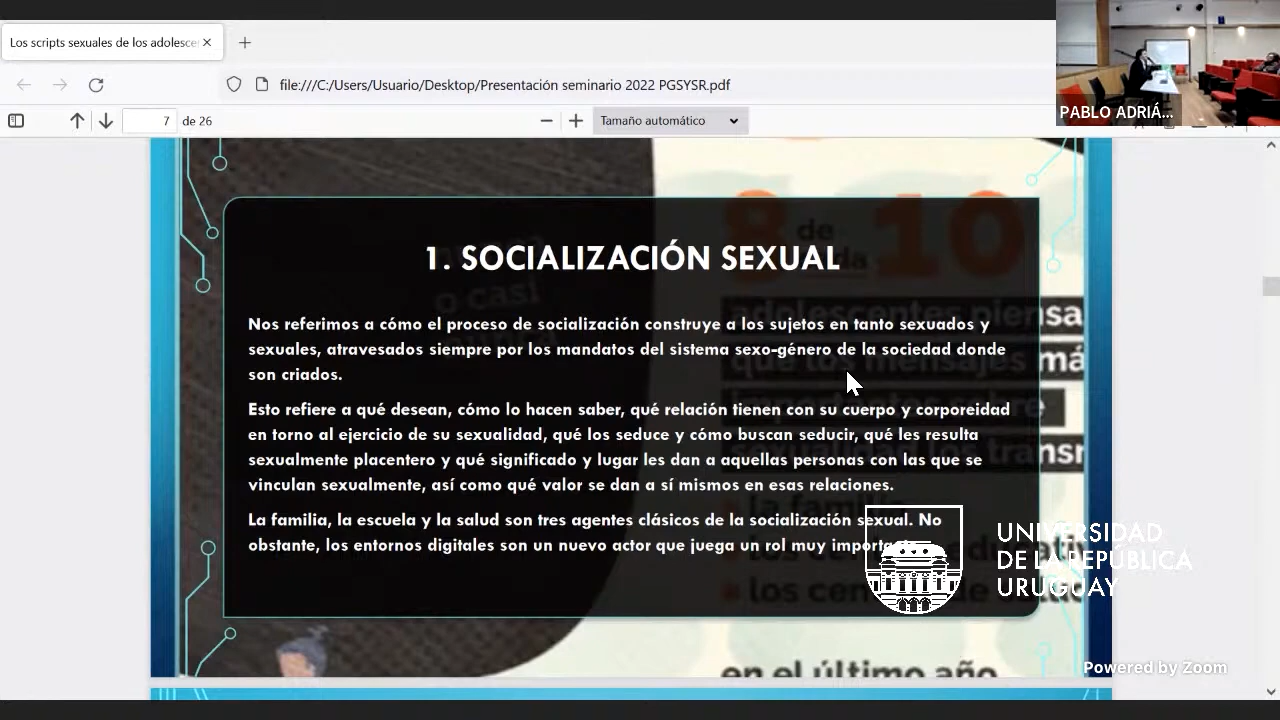 Los scripts sexuales de los adolesce
file:///C:/Users/Usuario/Desktop/Presentación seminario 2022 PGSYSR.pdf
PABLO ADRIÁ...
7 de 26
Tamaño automático
8 de 10
1. SOCIALIZACIÓN SEXUAL
o casi
Nos referimos a cómo el proceso de socialización construye a los sujetos en tanto sexuados y
sexuales, atravesados siempre por los mandatos del sistema sexo-género de la sociedad donde
son criados.
Esto refiere a qué desean, cómo lo hacen saber, qué relación tienen con su cuerpo y corporeidad
en torno al ejercicio de su sexualidad, qué los seduce y cómo buscan seducir, qué les resulta
sexualmente placentero y qué significado y lugar les dan a aquellas personas con las que se
vinculan sexualmente, así como qué valor se dan a sí mismos en esas relaciones.
La familia, la escuela y la salud son tres agentes clásicos de la socialización sexual. No
obstante, los entornos digitales son un nuevo actor que juega un rol muy
UNIVERSIDAD
DE LA REPÚBLICA
URUGUAY
en el último año
Powered by Zoom